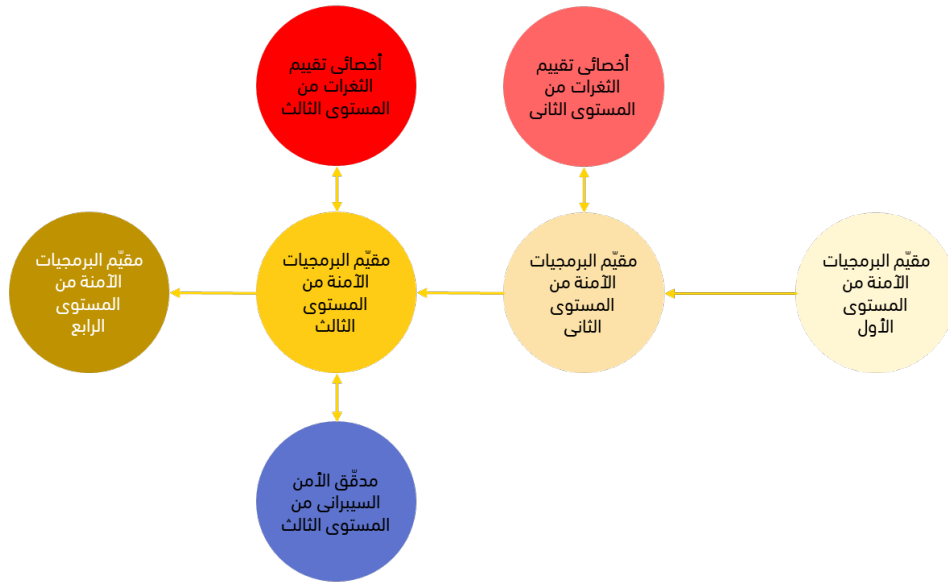 أخصائي تقييم
الثغرات من
المستوى الثاني
أخصائي تقييم
الثغرات من
المستوى الثالث
مقيّم البرمجيات
الآمنة من
المستوى
الأول
مقيّم البرمجيات
الآمنة من
المستوى
الثاني
مقيّم البرمجيات
الآمنة من
المستوى
الثالث
مقيّم البرمجيات
الآمنة من
المستوى
الرابع
مدقّق الأمن
السيبراني من
المستوى الثالث